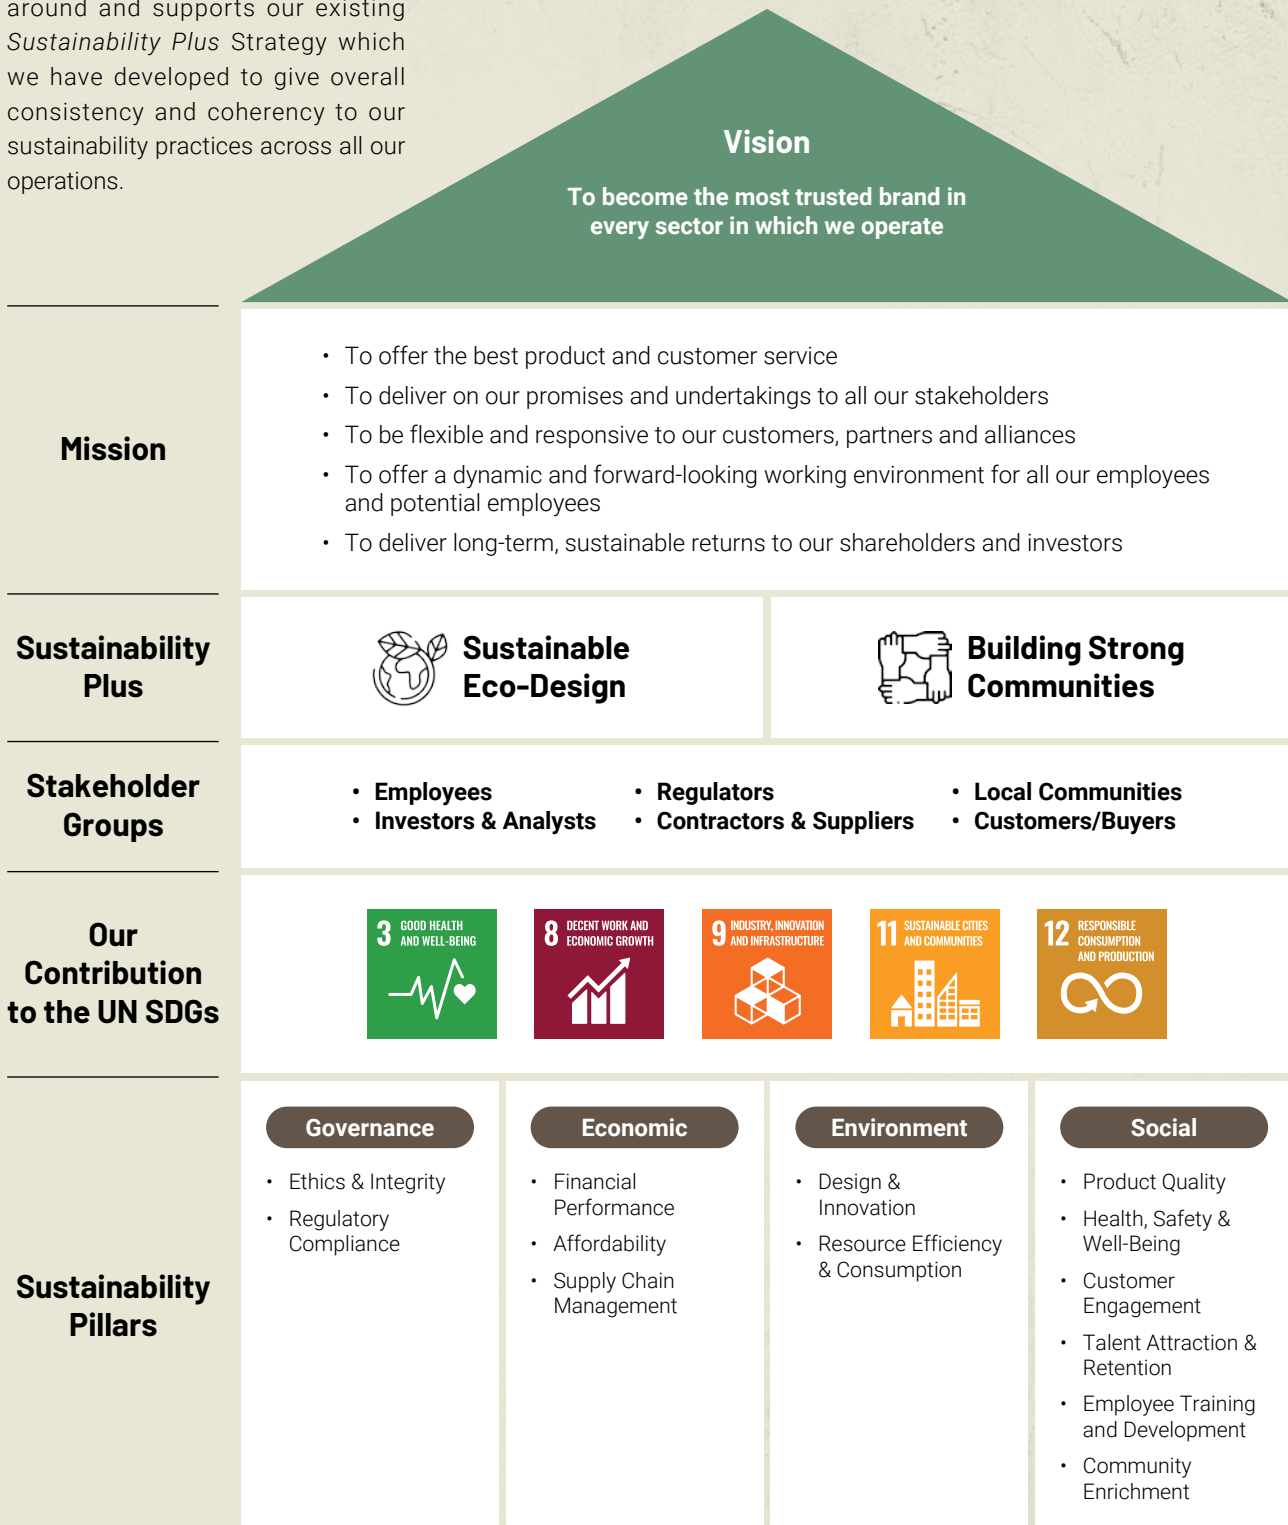 around and supports our existing
Sustainability Plus Strategy which
we have developed to give overall
consistency and coherency to our
sustainability practices across all our
operations.
Vision
To become the most trusted brand in
every sector in which we operate
Mission
• To offer the best product and customer service
• To deliver on our promises and undertakings to all our stakeholders
• To be flexible and responsive to our customers, partners and alliances
• To offer a dynamic and forward-looking working environment for all our employees
and potential employees
• To deliver long-term, sustainable returns to our shareholders and investors
Sustainability
Plus
Sustainable
Eco-Design
Building Strong
Communities
Stakeholder
Groups
• Employees
• Investors & Analysts
• Regulators
• Contractors & Suppliers
• Local Communities
• Customers/Buyers
Our
Contribution
to the UN SDGs
3 GOOD HEALTH
AND WELL-BEING
8 DECENT WORK AND
ECONOMIC GROWTH
9 INDUSTRY, INNOVATION
AND INFRASTRUCTURE
11 SUSTAINABLE CITIES
AND COMMUNITIES
12 RESPONSIBLE
CONSUMPTION
AND PRODUCTION
Sustainability
Pillars
Governance
• Ethics & Integrity
• Regulatory
Compliance
Economic
• Financial
Performance
• Affordability
• Supply Chain
Management
Environment
• Design &
Innovation
• Resource Efficiency
& Consumption
Social
• Product Quality
• Health, Safety &
Well-Being
• Customer
Engagement
• Talent Attraction &
Retention
• Employee Training
and Development
• Community
Enrichment